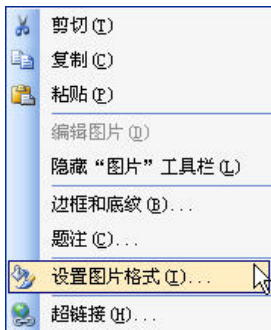 剪切(T)
复制(C)
粘贴(P)
编辑图片(D)
隐藏“图片”工具栏(L)
边框和底纹(B)...
题注(C)...
设置图片格式(I)...
超链接(H)...